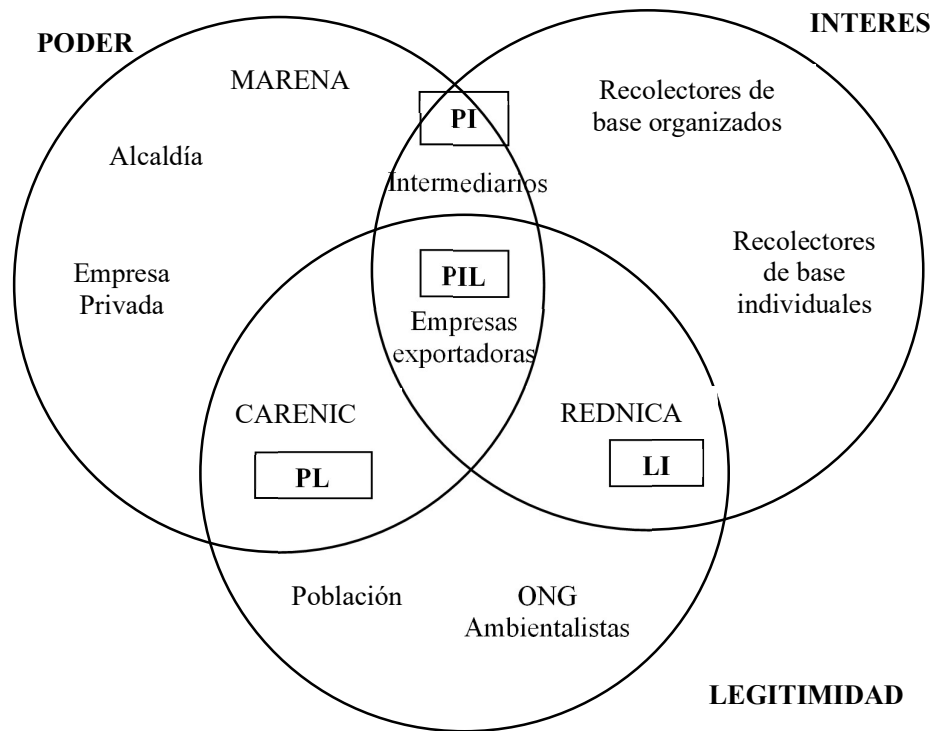 PODER
INTERES
MARENA
PI
Recolectores de
base organizados
Alcaldía
Intermediarios
Recolectores
de base
individuales
PIL
Empresa
Privada
Empresas
exportadoras
CARENIC
REDNICA
PL
LI
Población
ONG
Ambientalistas
LEGITIMIDAD